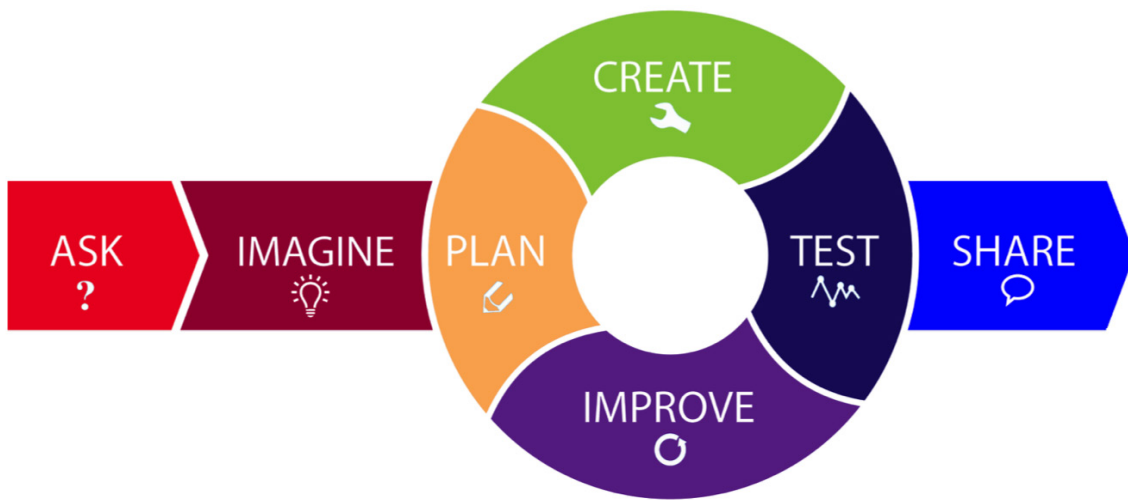 ASK
?
IMAGINE
PLAN
CREATE
TEST
IMPROVE
SHARE